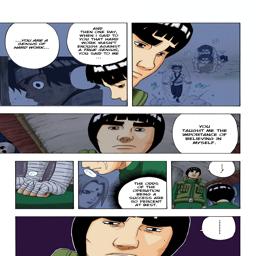 AND
THEN ONE DAY,
WHEN I SAID TO
YOU THAT HARD
WORK WASN'T
ENOUGH AGAINST
A TRUE GENIUS,
YOU SAID TO ME
...
...YOU ARE A
GENIUS OF
HARD WORK...
YOU
TAUGHT ME THE
IMPORTANCE OF
BELIEVING IN
MYSELF.
THE ODDS
OF THE
OPERATION
BEING A
SUCCESS ARE
50 PERCENT
AT BEST.